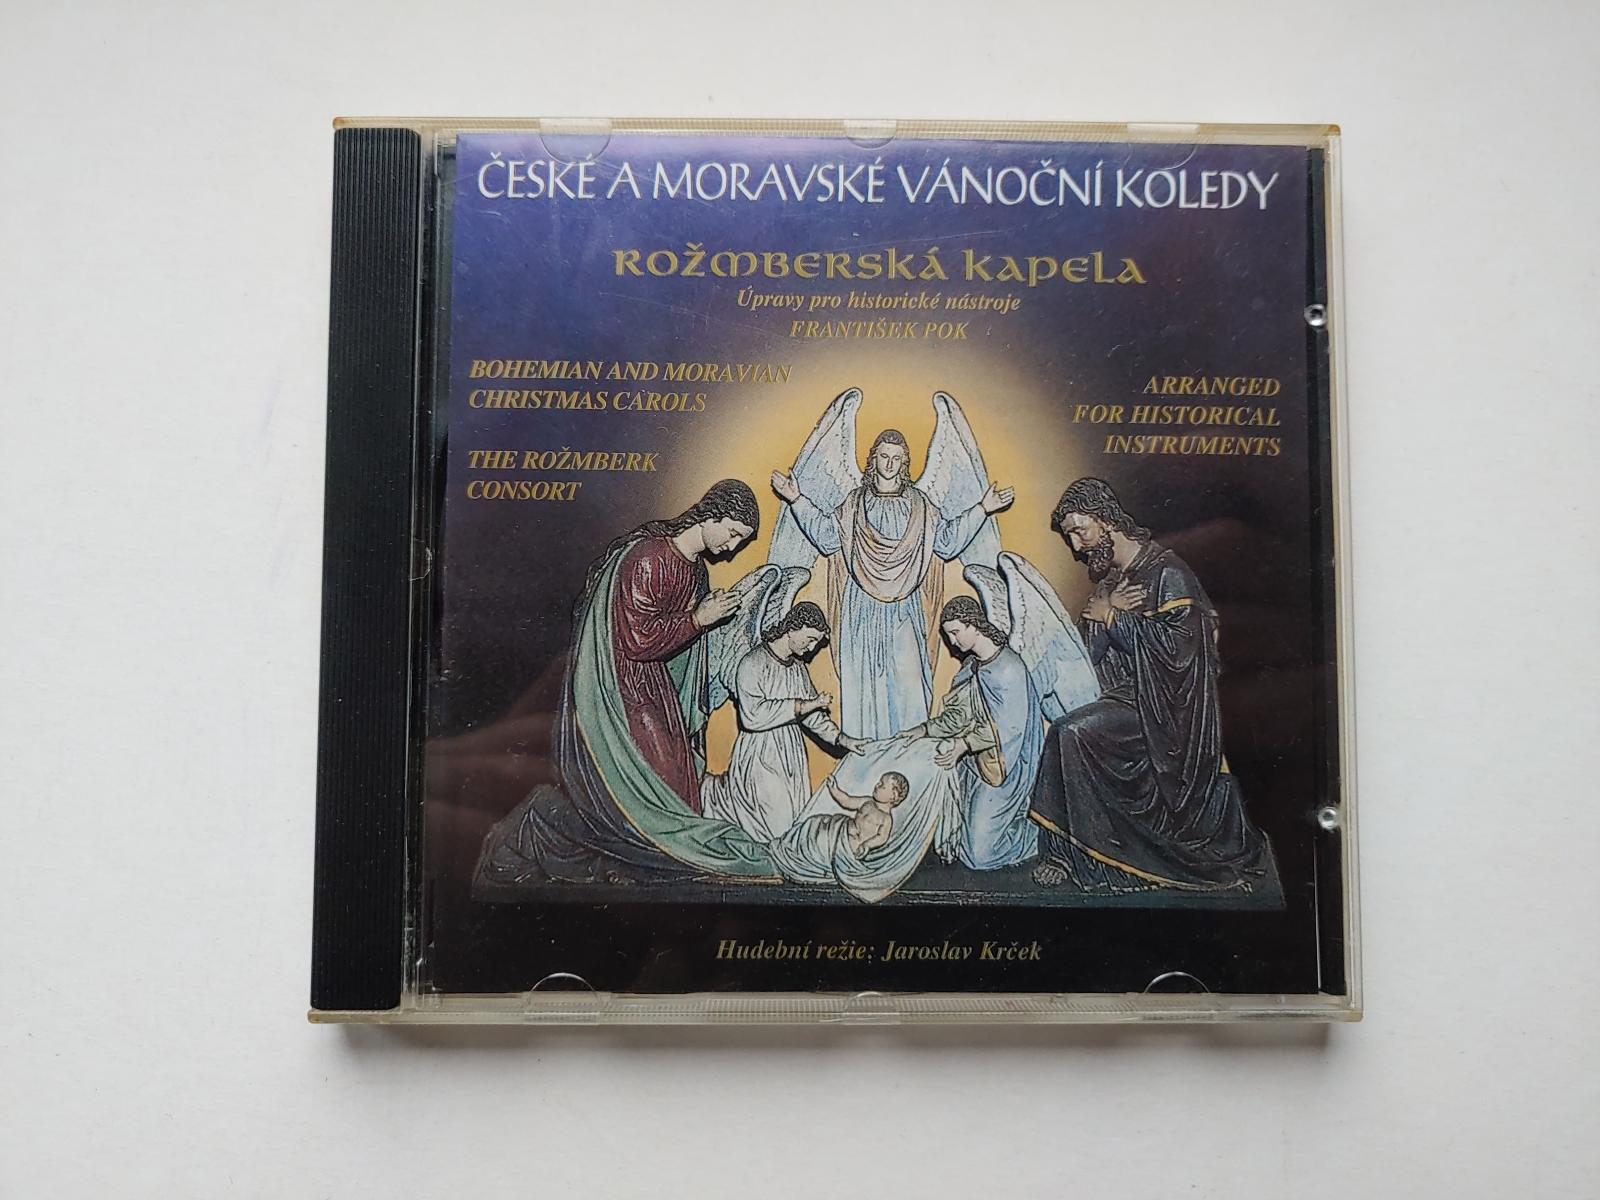 ČESKÉ A MORAVSKÉ VÁNOČNÍ KOLEDY
ROŽMBERSKÁ KAPELA
Úpravy pro historické nástroje
FRANTIŠEK POK
BOHEMIAN AND MORAVIAN
CHRISTMAS CAROLS
THE ROŽMBERK
CONSORT
ARRANGED
FOR HISTORICAL
INSTRUMENTS
Hudební režie: Jaroslav Krček